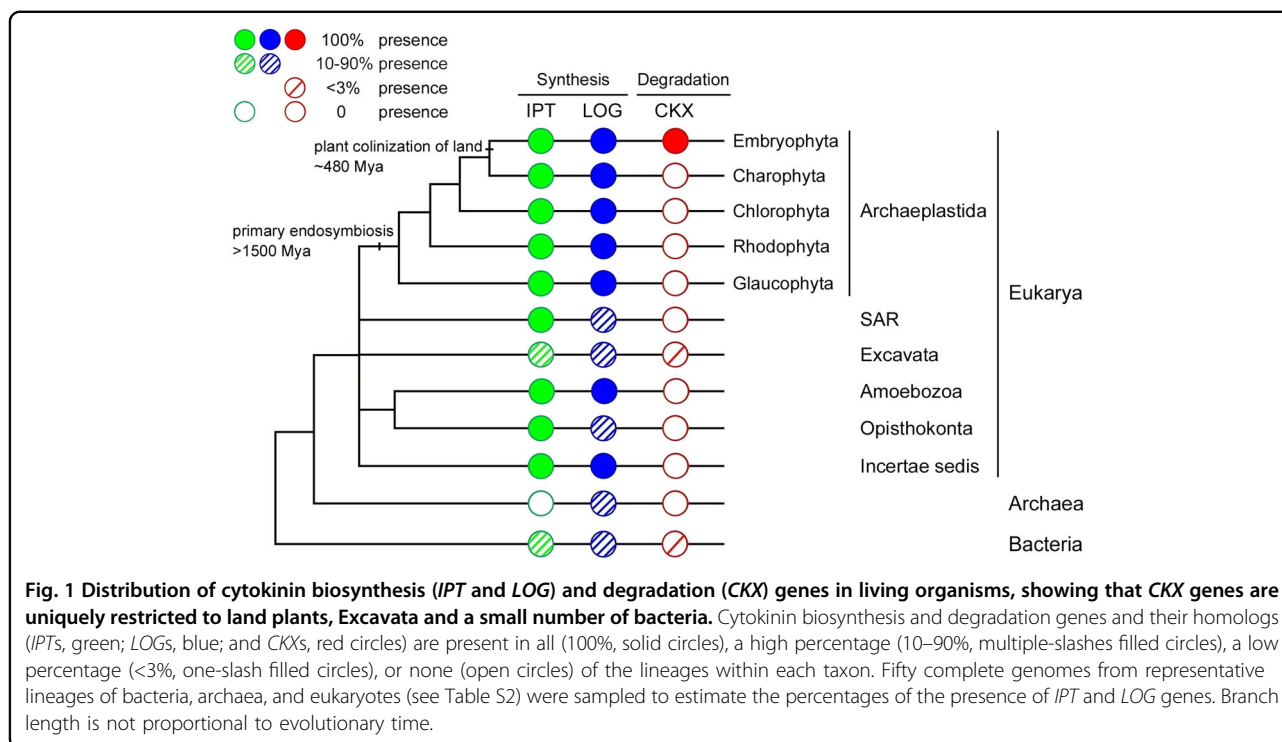 100% presence
10-90% presence
<3% presence
0 presence
Synthesis Degradation
IPT LOG CKX
plant colinization of land
~480 Mya
primary endosymbiosis
>1500 Mya
Embryophyta
Charophyta
Chlorophyta
Rhodophyta
Glaucophyta
Archaeplastida
SAR
Excavata
Amoebozoa
Opisthokonta
Incertae sedis
Eukarya
Archaea
Bacteria
Fig. 1 Distribution of cytokinin biosynthesis (IPT and LOG) and degradation (CKX) genes in living organisms, showing that CKX genes are
uniquely restricted to land plants, Excavata and a small number of bacteria. Cytokinin biosynthesis and degradation genes and their homologs
(IPTs, green; LOGs, blue; and CKXs, red circles) are present in all (100%, solid circles), a high percentage (10–90%, multiple-slashes filled circles), a low
percentage (<3%, one-slash filled circles), or none (open circles) of the lineages within each taxon. Fifty complete genomes from representative
lineages of bacteria, archaea, and eukaryotes (see Table S2) were sampled to estimate the percentages of the presence of IPT and LOG genes. Branch
length is not proportional to evolutionary time.